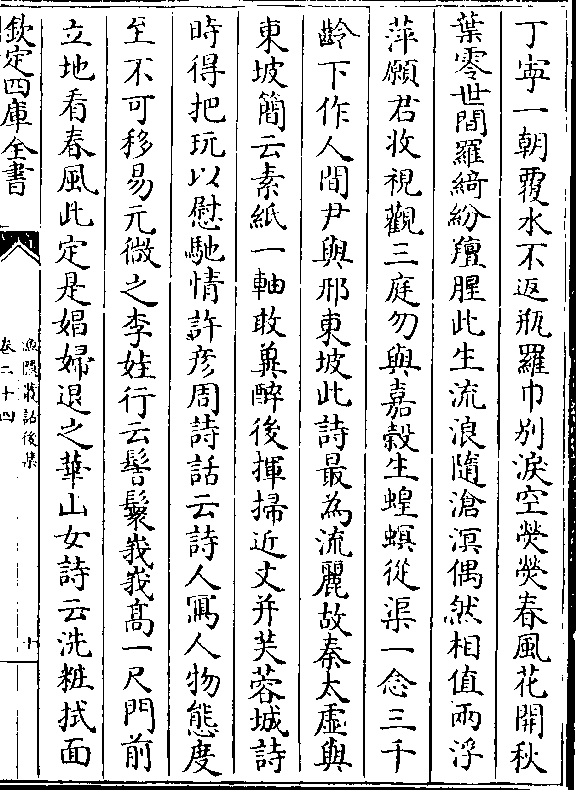 丁寧一朝覆水不返瓶羅巾别淚空熒熒春風花開秋
葉零世間羅綺紛羶腥此生流浪隨滄溟偶然相值兩浮
萍願君收視觀三庭勿與嘉榖生蝗螟從渠一念三千
齡下作人間尹與邢東坡此詩最為流麗故秦太虛與
東坡簡云素紙一軸敢冀醉後揮掃近文并芙蓉城詩
時得把玩以慰馳情許彦周詩話云詩人寫人物態度
至不可移易元微之李娃行云髻鬟峩峩髙一尺門前
立地看春風此定是娼婦退之華山女詩云洗粧拭面
欽定四庫全書
漁隱叢話後集
卷二十四
十